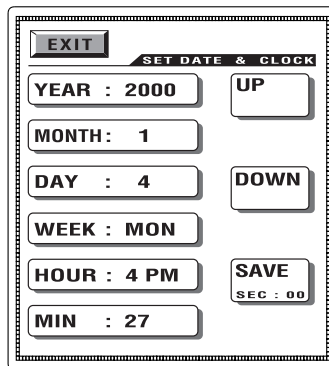 EXIT
SET DATE & CLOCK
YEAR : 2000
UP
MONTH : 1
DAY : 4
DOWN
WEEK : MON
HOUR : 4 PM
SAVE
SEC : 00
MIN : 27